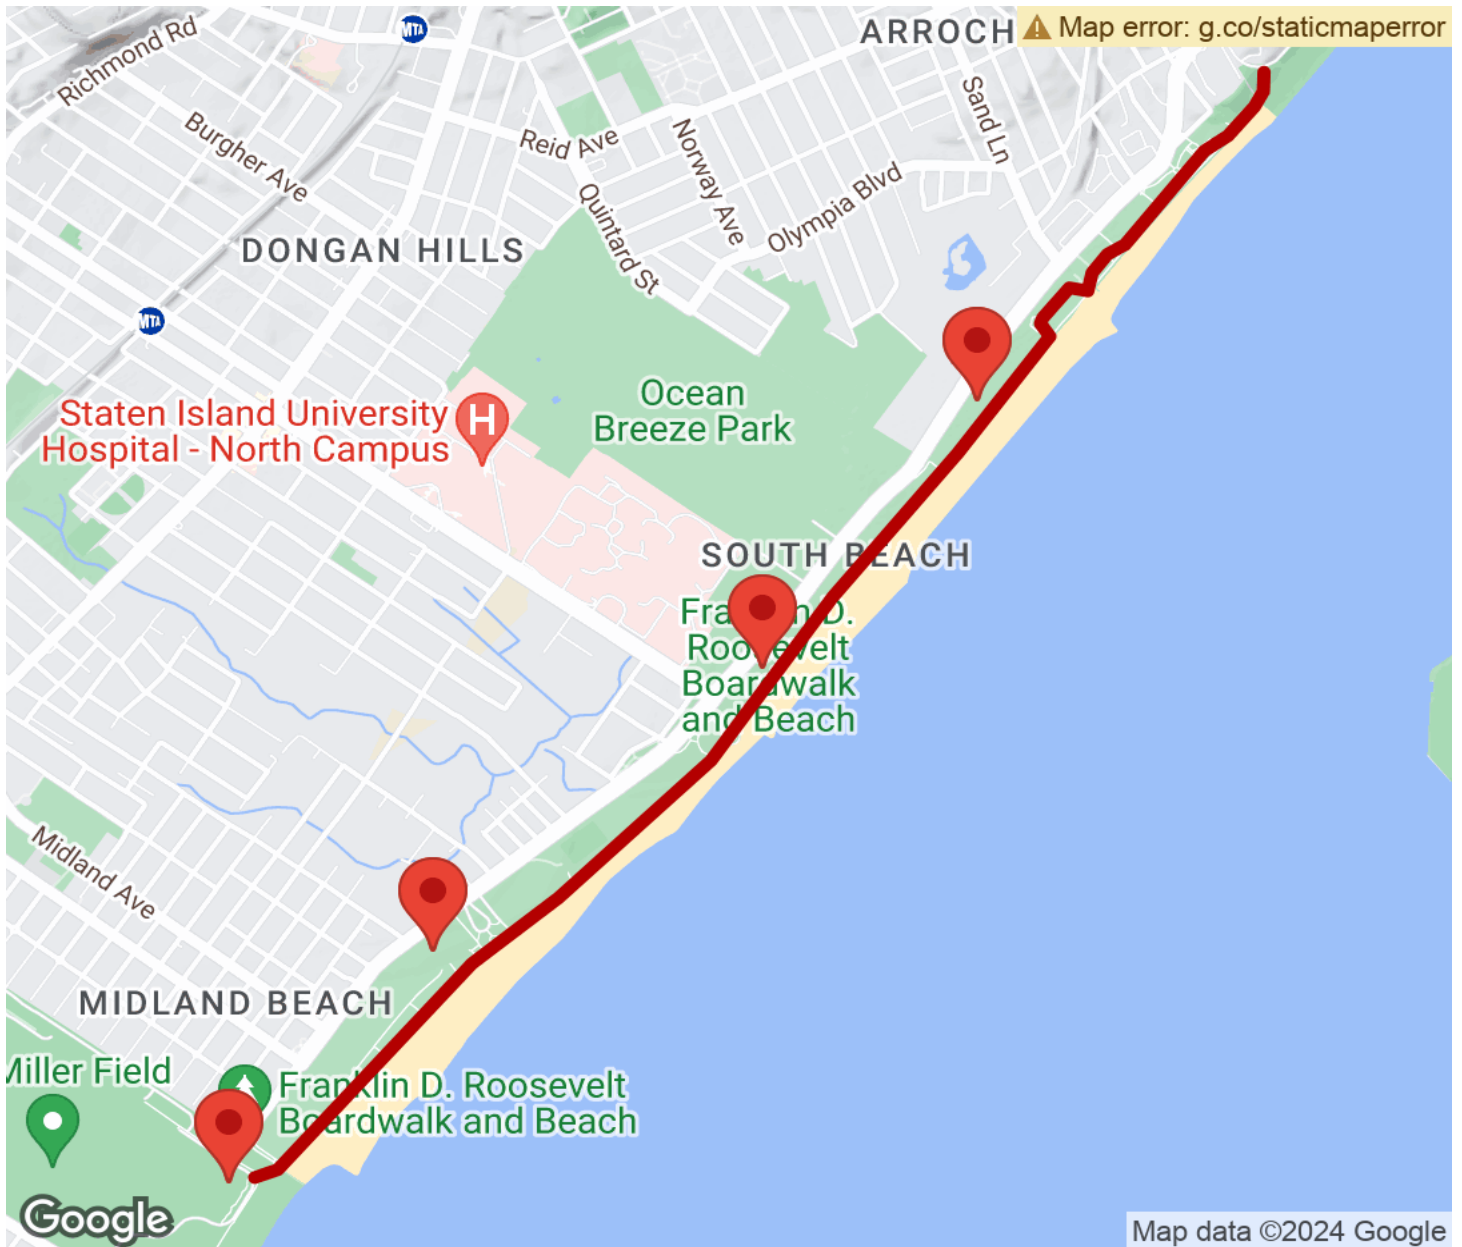 ARROCH
Map error: g.co/staticmaperror
MTA
Richmond Rd
Sand Ln
Burgher Ave
Reid Ave
Norway Ave
Olympia Blvd
Quintard St
DONGAN HILLS
MTA
Ocean
Breeze Park
Staten Island University
Hospital - North Campus
H
SOUTH BEACH
Franklin D.
Roosevelt
Boardwalk
and Beach
Midland Ave
MIDLAND BEACH
Miller Field
Franklin D. Roosevelt
Boardwalk and Beach
Google
Map data ©2024 Google